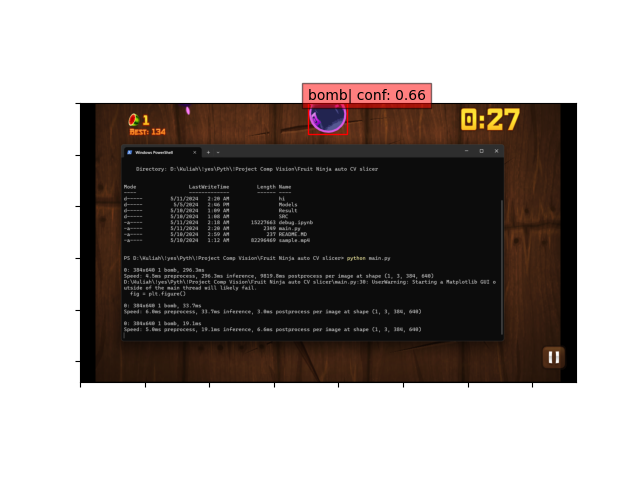 bomb| conf: 0.66
1
BEST: 134
0:27
Windows PowerShell
Directory: D:\Kuliah\!yes\Pyth\!Project Comp Vision\Fruit Ninja auto CV slicer
Mode LastWriteTime Length Name
---- ------------- ------ ----
d----- 5/11/2024 2:20 AM hi
d----- 5/5/2024 2:06 PM Models
d----- 5/10/2024 1:09 AM Result
d----- 5/10/2024 1:08 AM SRC
-a---- 5/11/2024 2:18 AM 15227663 debug.ipynb
-a---- 5/11/2024 2:20 AM 2349 main.py
-a---- 5/10/2024 2:59 AM 237 README.MD
-a---- 5/10/2024 1:12 AM 82296469 sample.mp4
PS D:\Kuliah\!yes\Pyth\!Project Comp Vision\Fruit Ninja auto CV slicer> python main.py
0: 384x640 1 bomb, 296.3ms
Speed: 4.5ms preprocess, 296.3ms inference, 9819.8ms postprocess per image at shape (1, 3, 384, 640)
D:\Kuliah\!yes\Pyth\!Project Comp Vision\Fruit Ninja auto CV slicer\main.py:30: UserWarning: Starting a Matplotlib GUI o
utside of the main thread will likely fail.
fig = plt.figure()
0: 384x640 1 bomb, 33.7ms
Speed: 6.0ms preprocess, 33.7ms inference, 3.0ms postprocess per image at shape (1, 3, 384, 640)
0: 384x640 1 bomb, 19.1ms
Speed: 5.0ms preprocess, 19.1ms inference, 6.6ms postprocess per image at shape (1, 3, 384, 640)